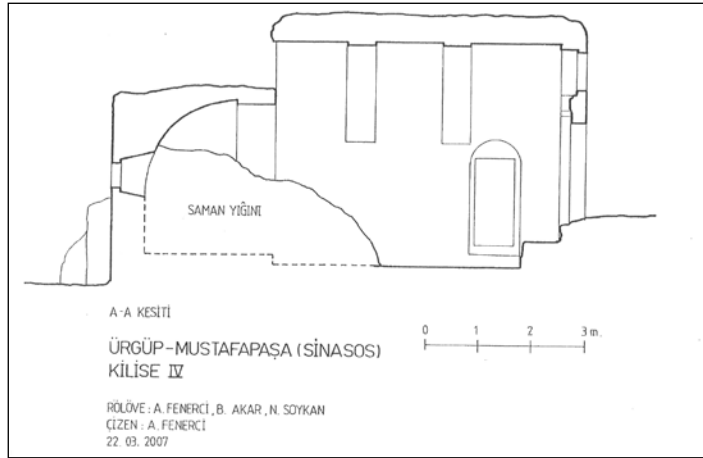 SAMAN YIĞINI
A-A KESİTİ
ÜRGÜP-MUSTAFAPAŞA (SİNASOS)
KİLİSE IV
0 1 2 3 m.
RÖLÖVE : A. FENERCİ , B. AKAR , N. SOYKAN
ÇİZEN : A. FENERCİ
22. 03. 2007